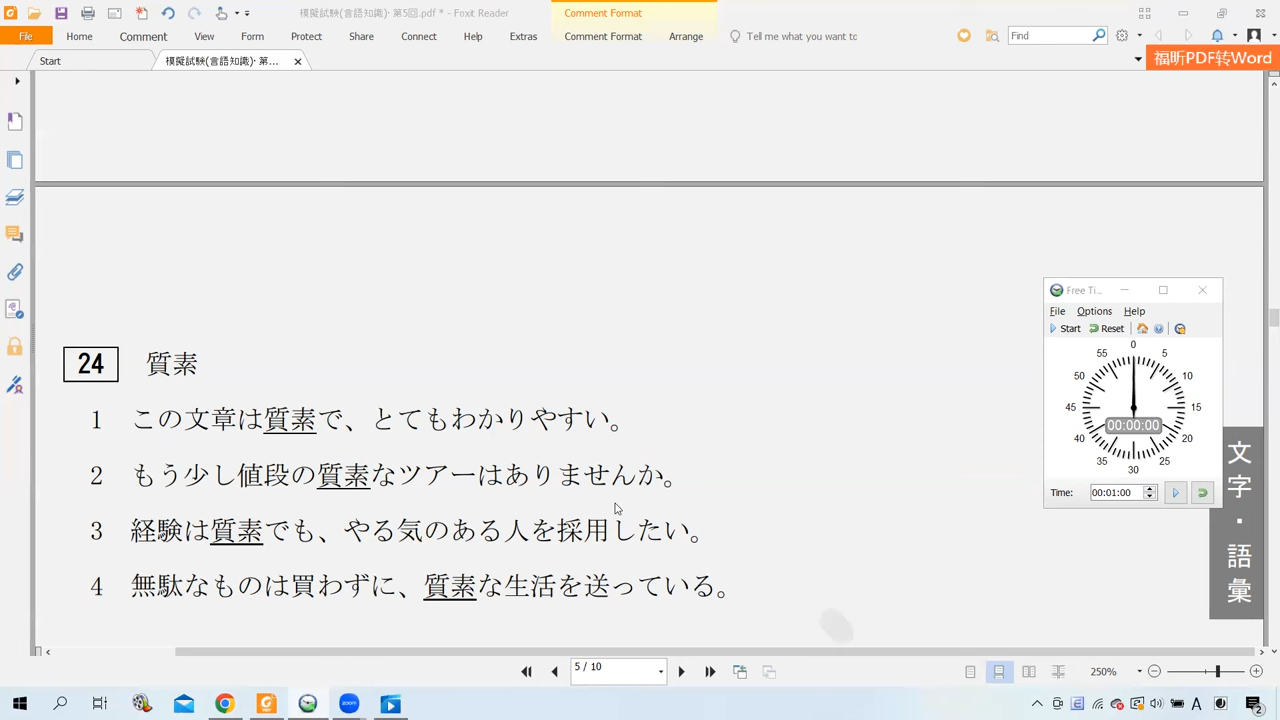 模擬試験(言語知識)· 第5回.pdf * - Foxit Reader
Comment Format
File
Home
Comment
View
Form
Protect
Share
Connect
Help
Extras
Comment Format
Arrange
Tell me what you want to
Find
Start
模擬試験(言語知識)· 第...
福昕PDF转Word
24 質素
1 この文章は質素で、とてもわかりやすい。
2 もう少し値段の質素なツアーはありませんか。
3 経験は質素でも、やる気のある人を採用したい。
4 無駄なものは買わずに、質素な生活を送っている。
文字・語彙
Free Ti...
File Options Help
Start Reset
0
55 5
50 10
45 15
00:00:00
40 20
35 25
30
Time: 00:01:00
5 / 10
250%
zoom
A
2